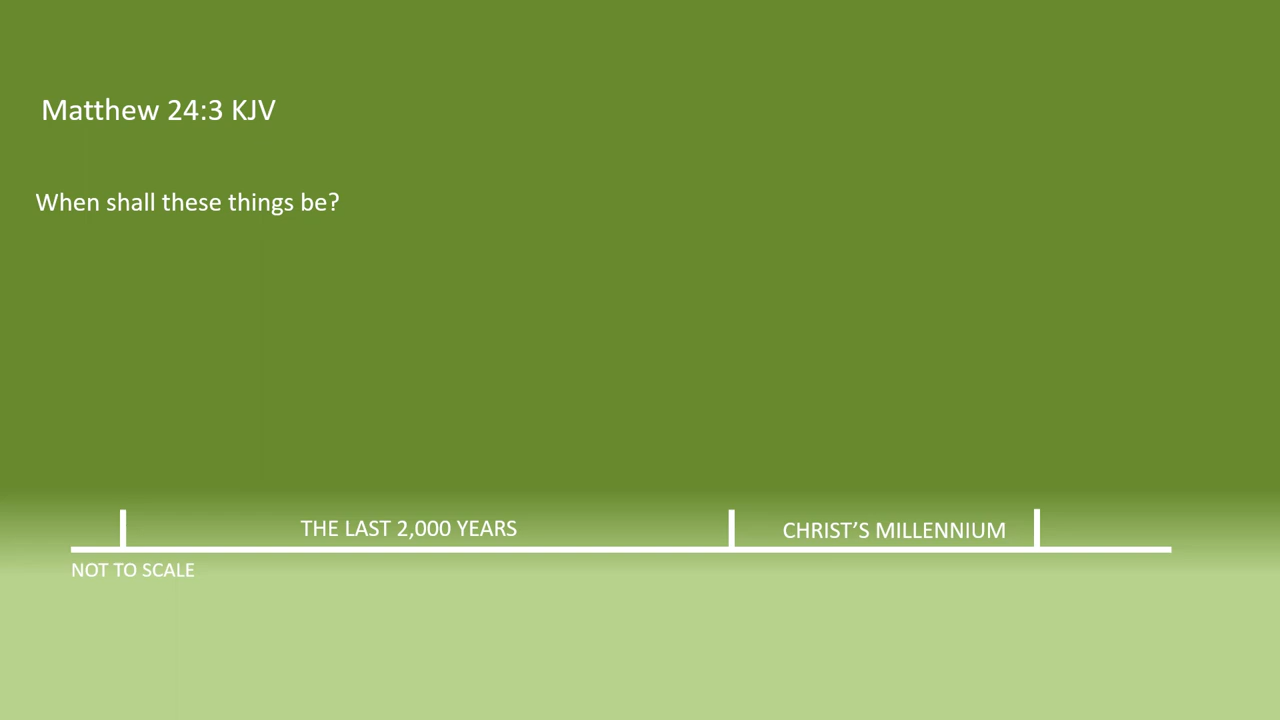 Matthew 24:3 KJV
When shall these things be?
THE LAST 2,000 YEARS
CHRIST’S MILLENNIUM
NOT TO SCALE